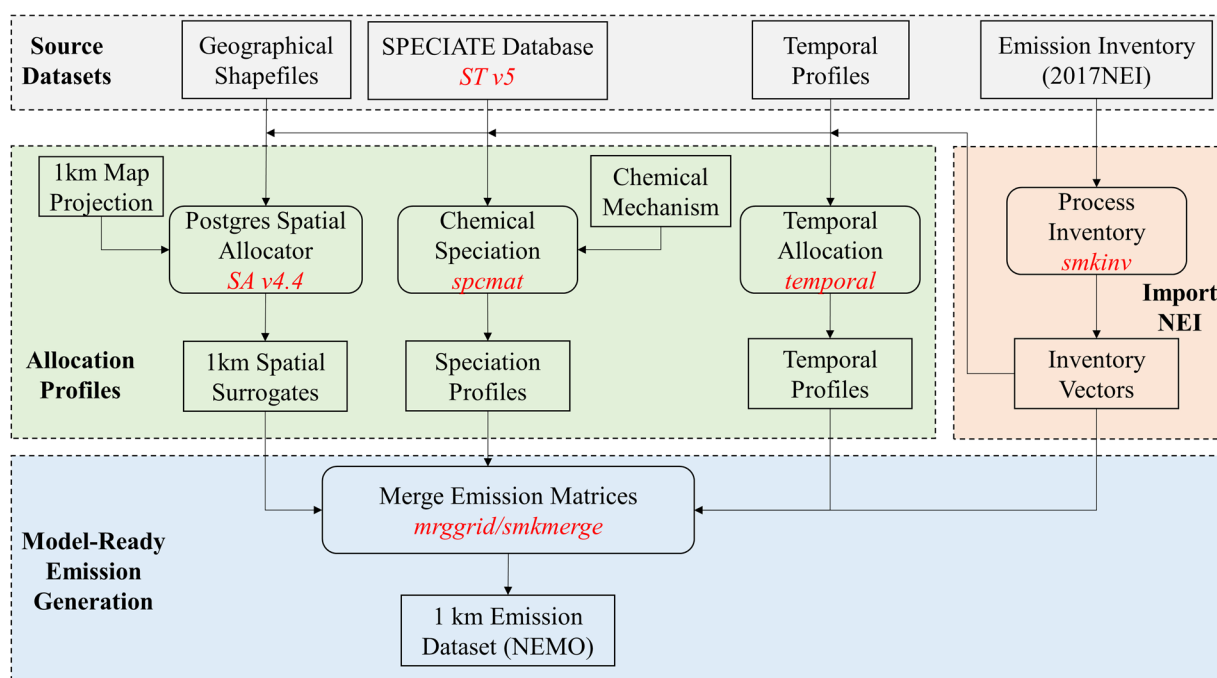 Source
Datasets
Geographical
Shapefiles
SPECIATE Database
ST v5
Temporal
Profiles
Emission Inventory
(2017NEI)
1km Map
Projection
Postgres Spatial
Allocator
SA v4.4
Chemical
Speciation
spcmat
Chemical
Mechanism
Temporal
Allocation
temporal
Process
Inventory
smkinv
Import
NEI
Allocation
Profiles
1km Spatial
Surrogates
Speciation
Profiles
Temporal
Profiles
Inventory
Vectors
Merge Emission Matrices
mrggrid/smkmerge
Model-Ready
Emission
Generation
1 km Emission
Dataset (NEMO)